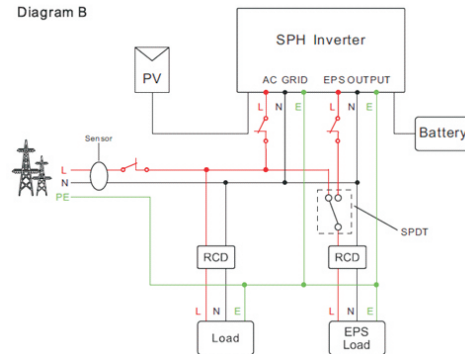 Diagram B
SPH Inverter
PV
AC GRID EPS OUTPUT
L N E L N E
Battery
Sensor
L
N
PE
SPDT
RCD RCD
L N E L N E
Load
EPS
Load